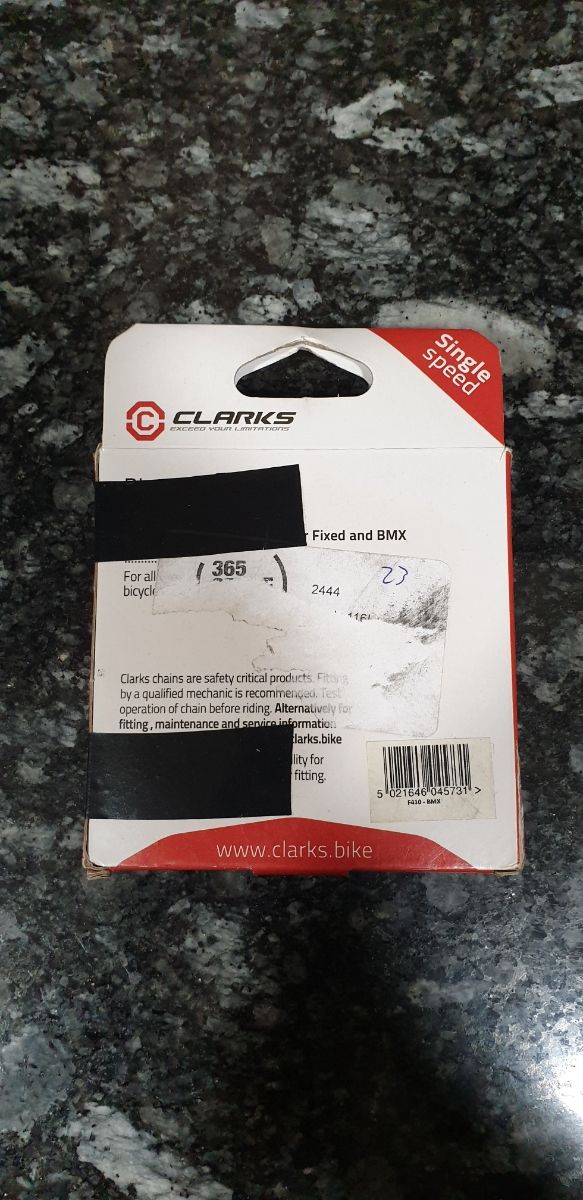 Single
speed
CLARKS
EXCEED YOUR LIMITATIONS
Fixed and BMX
For all
365
2444
23
bicycle
Clarks chains are safety critical products. Fitting
by a qualified mechanic is recommended. Test
operation of chain before riding. Alternatively for
fitting, maintenance and service information
clarks.bike
for
fitting.
5 021646 045731 >
F410 - BMX
www.clarks.bike